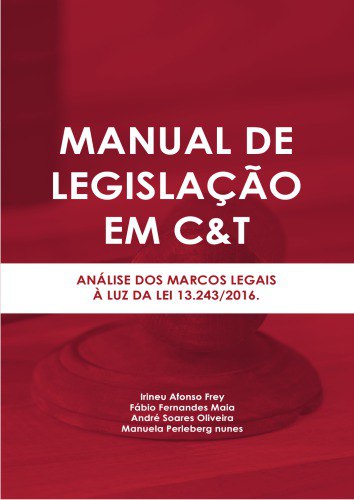 MANUAL DE
LEGISLAÇÃO
EM C&T
ANÁLISE DOS MARCOS LEGAIS
À LUZ DA LEI 13.243/2016.
Irineu Afonso Frey
Fábio Fernandes Maia
André Soares Oliveira
Manuela Perleberg nunes